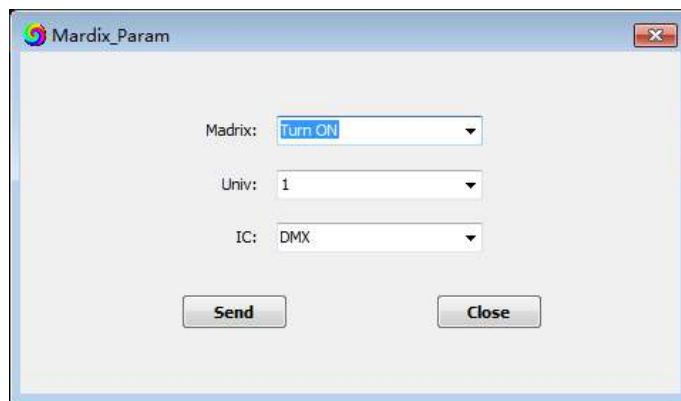 Mardix_Param
Madrix: Turn ON
Univ: 1
IC: DMX
Send Close